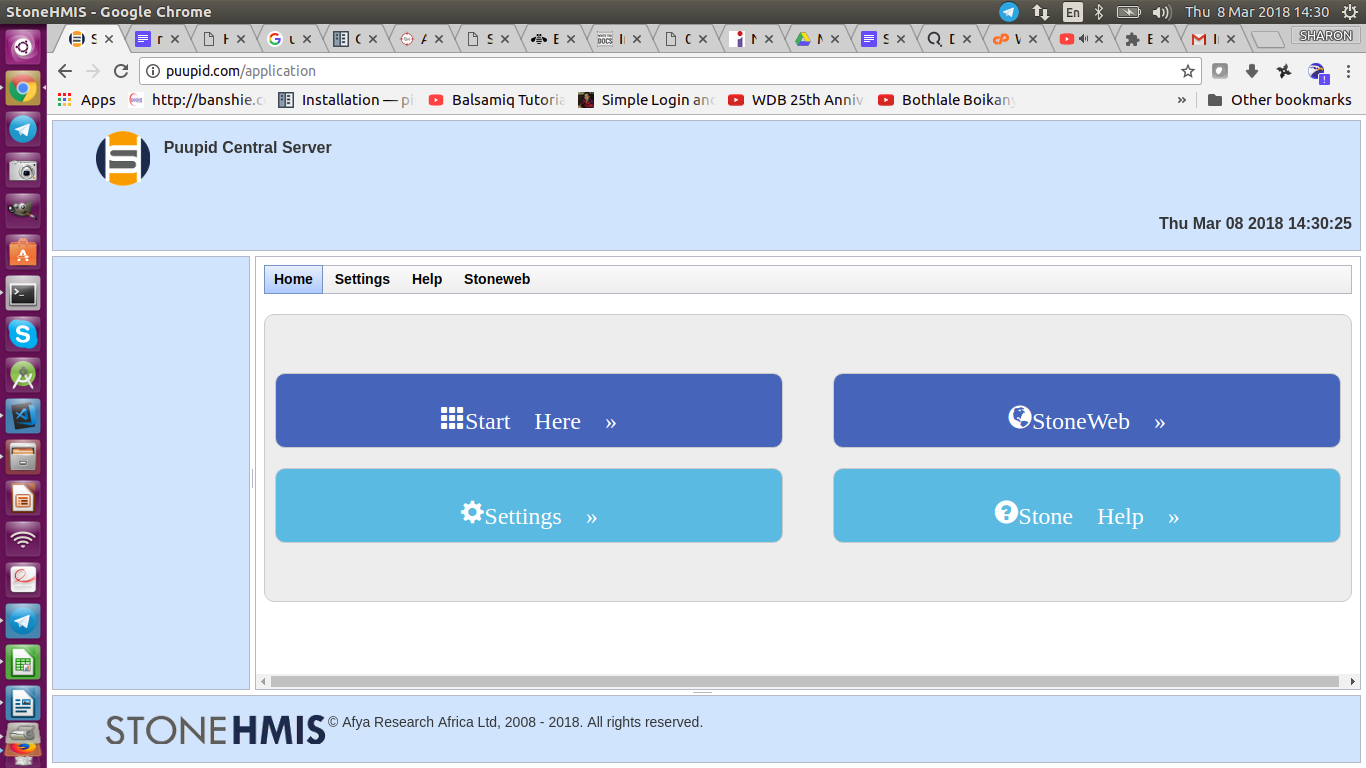 StoneHMIS - Google Chrome
En
Thu 8 Mar 2018 14:30
SHARON
puupid.com/application
Apps
http://banshie.c
Installation — pi
Balsamiq Tutoria
Simple Login and
WDB 25th Anniv
Bothlale Boikany
»
Other bookmarks
Puupid Central Server
Thu Mar 08 2018 14:30:25
Home Settings Help Stoneweb
Start Here »
StoneWeb »
Settings »
Stone Help »
STONEHMIS © Afya Research Africa Ltd, 2008 - 2018. All rights reserved.